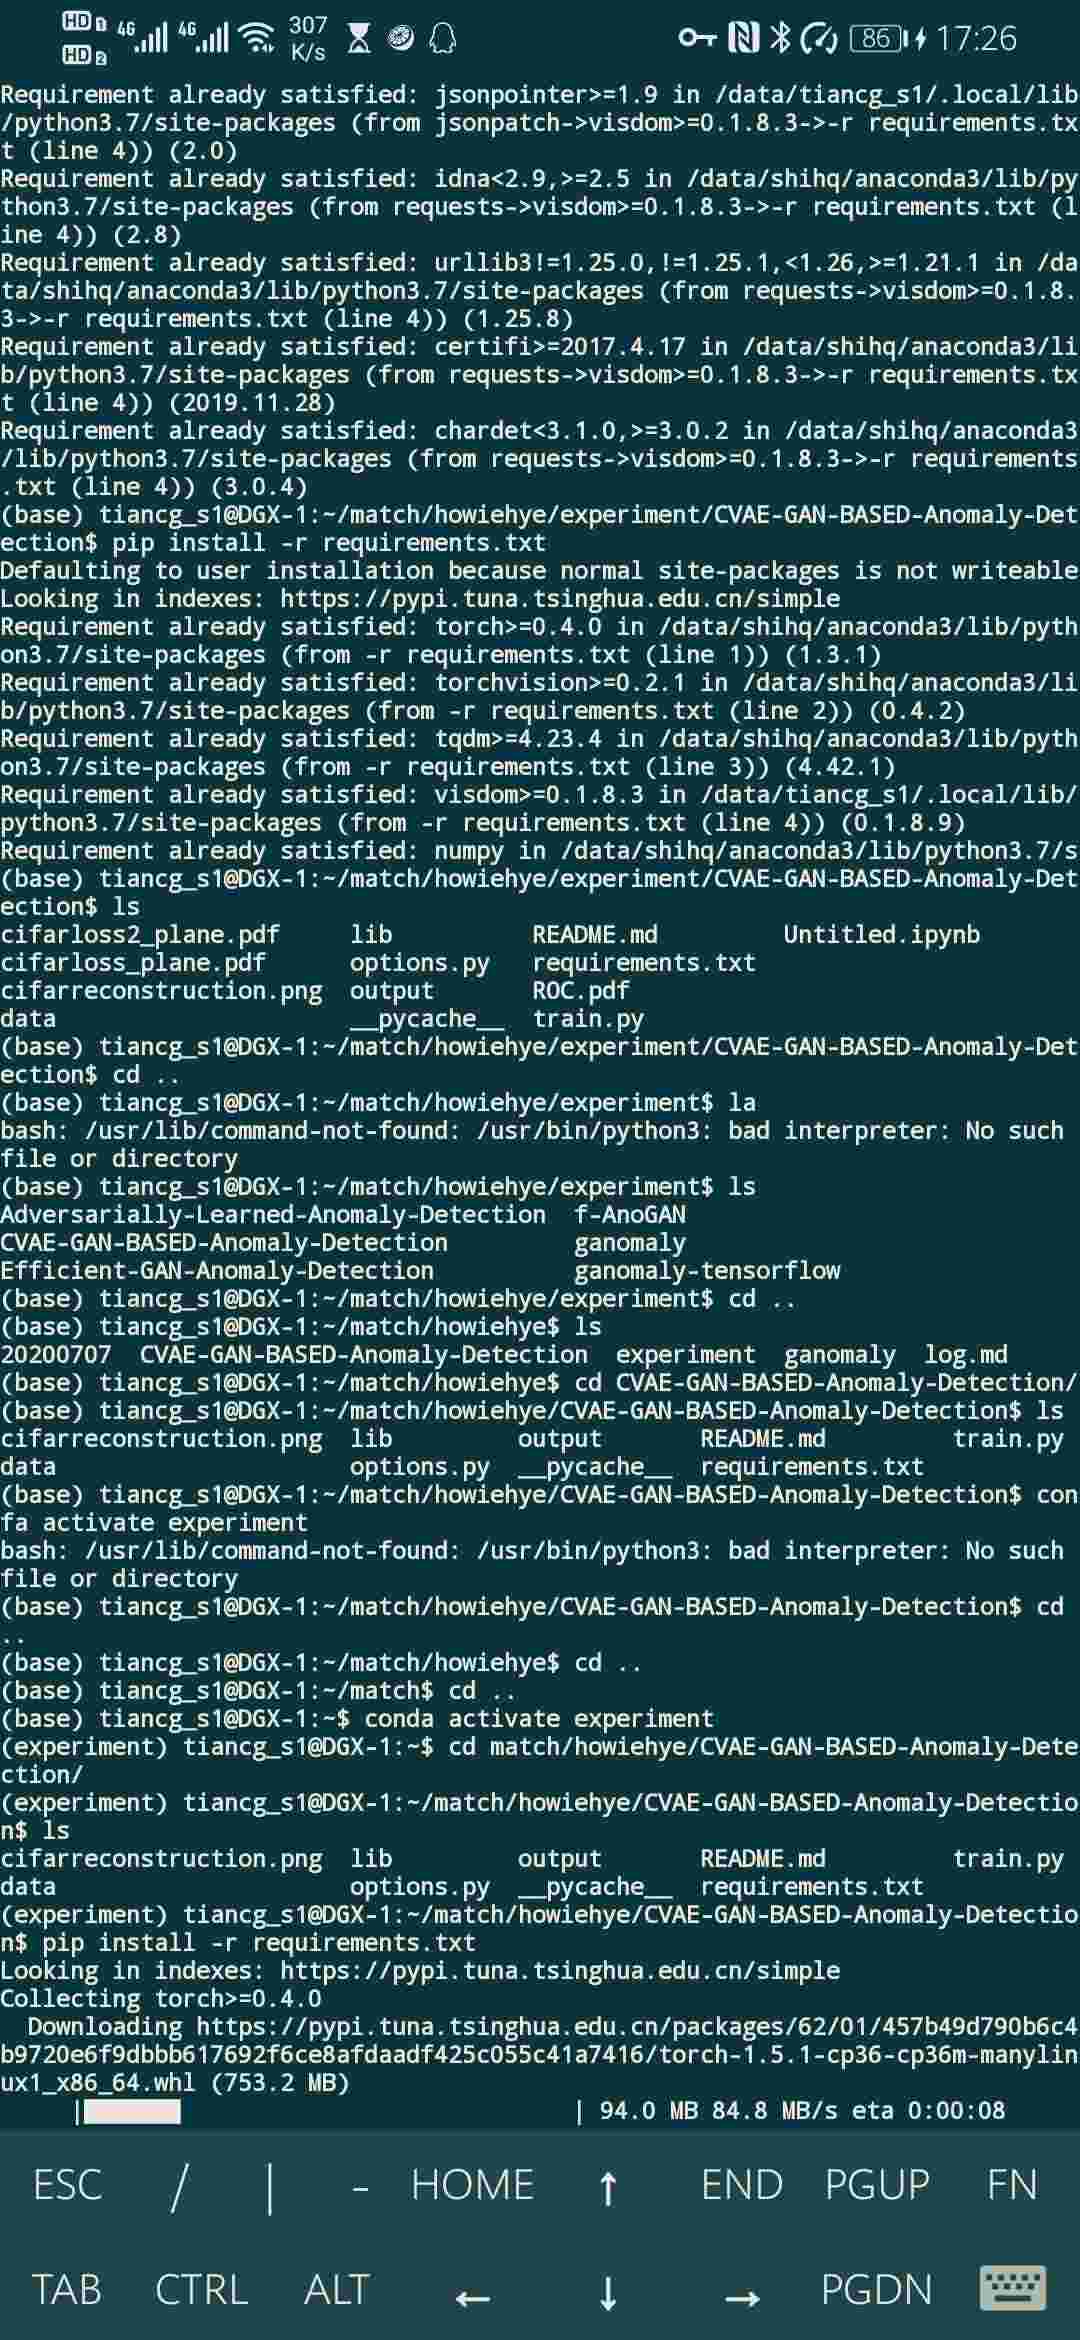 HD 1 4G 4G 307 K/s 86 17:26
HD 2
Requirement already satisfied: jsonpointer>=1.9 in /data/tiancg_s1/.local/lib
/python3.7/site-packages (from jsonpatch->visdom>=0.1.8.3->-r requirements.tx
t (line 4)) (2.0)
Requirement already satisfied: idna<2.9,>=2.5 in /data/shihq/anaconda3/lib/py
thon3.7/site-packages (from requests->visdom>=0.1.8.3->-r requirements.txt (l
ine 4)) (2.8)
Requirement already satisfied: urllib3!=1.25.0,!=1.25.1,<1.26,>=1.21.1 in /da
ta/shihq/anaconda3/lib/python3.7/site-packages (from requests->visdom>=0.1.8.
3->-r requirements.txt (line 4)) (1.25.8)
Requirement already satisfied: certifi>=2017.4.17 in /data/shihq/anaconda3/li
b/python3.7/site-packages (from requests->visdom>=0.1.8.3->-r requirements.tx
t (line 4)) (2019.11.28)
Requirement already satisfied: chardet<3.1.0,>=3.0.2 in /data/shihq/anaconda3
/lib/python3.7/site-packages (from requests->visdom>=0.1.8.3->-r requirements
.txt (line 4)) (3.0.4)
(base) tiancg_s1@DGX-1:~/match/howiehye/experiment/CVAE-GAN-BASED-Anomaly-Det
ection$ pip install -r requirements.txt
Defaulting to user installation because normal site-packages is not writeable
Looking in indexes: https://pypi.tuna.tsinghua.edu.cn/simple
Requirement already satisfied: torch>=0.4.0 in /data/shihq/anaconda3/lib/pyth
on3.7/site-packages (from -r requirements.txt (line 1)) (1.3.1)
Requirement already satisfied: torchvision>=0.2.1 in /data/shihq/anaconda3/li
b/python3.7/site-packages (from -r requirements.txt (line 2)) (0.4.2)
Requirement already satisfied: tqdm>=4.23.4 in /data/shihq/anaconda3/lib/pyth
on3.7/site-packages (from -r requirements.txt (line 3)) (4.42.1)
Requirement already satisfied: visdom>=0.1.8.3 in /data/tiancg_s1/.local/lib/
python3.7/site-packages (from -r requirements.txt (line 4)) (0.1.8.9)
Requirement already satisfied: numpy in /data/shihq/anaconda3/lib/python3.7/s
(base) tiancg_s1@DGX-1:~/match/howiehye/experiment/CVAE-GAN-BASED-Anomaly-Det
ection$ ls
cifarloss2_plane.pdf lib README.md Untitled.ipynb
cifarloss_plane.pdf options.py requirements.txt
cifarreconstruction.png output ROC.pdf
data __pycache__ train.py
(base) tiancg_s1@DGX-1:~/match/howiehye/experiment/CVAE-GAN-BASED-Anomaly-Det
ection$ cd ..
(base) tiancg_s1@DGX-1:~/match/howiehye/experiment$ la
bash: /usr/lib/command-not-found: /usr/bin/python3: bad interpreter: No such
file or directory
(base) tiancg_s1@DGX-1:~/match/howiehye/experiment$ ls
Adversarially-Learned-Anomaly-Detection f-AnoGAN
CVAE-GAN-BASED-Anomaly-Detection ganomaly
Efficient-GAN-Anomaly-Detection ganomaly-tensorflow
(base) tiancg_s1@DGX-1:~/match/howiehye/experiment$ cd ..
(base) tiancg_s1@DGX-1:~/match/howiehye$ ls
20200707 CVAE-GAN-BASED-Anomaly-Detection experiment ganomaly log.md
(base) tiancg_s1@DGX-1:~/match/howiehye$ cd CVAE-GAN-BASED-Anomaly-Detection/
(base) tiancg_s1@DGX-1:~/match/howiehye/CVAE-GAN-BASED-Anomaly-Detection$ ls
cifarreconstruction.png lib output README.md train.py
data options.py __pycache__ requirements.txt
(base) tiancg_s1@DGX-1:~/match/howiehye/CVAE-GAN-BASED-Anomaly-Detection$ con
fa activate experiment
bash: /usr/lib/command-not-found: /usr/bin/python3: bad interpreter: No such
file or directory
(base) tiancg_s1@DGX-1:~/match/howiehye/CVAE-GAN-BASED-Anomaly-Detection$ cd
..
(base) tiancg_s1@DGX-1:~/match/howiehye$ cd ..
(base) tiancg_s1@DGX-1:~/match$ cd ..
(base) tiancg_s1@DGX-1:~$ conda activate experiment
(experiment) tiancg_s1@DGX-1:~$ cd match/howiehye/CVAE-GAN-BASED-Anomaly-Dete
ction/
(experiment) tiancg_s1@DGX-1:~/match/howiehye/CVAE-GAN-BASED-Anomaly-Detectio
n$ ls
cifarreconstruction.png lib output README.md train.py
data options.py __pycache__ requirements.txt
(experiment) tiancg_s1@DGX-1:~/match/howiehye/CVAE-GAN-BASED-Anomaly-Detectio
n$ pip install -r requirements.txt
Looking in indexes: https://pypi.tuna.tsinghua.edu.cn/simple
Collecting torch>=0.4.0
Downloading https://pypi.tuna.tsinghua.edu.cn/packages/62/01/457b49d790b6c4
b9720e6f9dbbb617692f6ce8afdaadf425c055c41a7416/torch-1.5.1-cp36-cp36m-manylin
ux1_x86_64.whl (753.2 MB)
| | 94.0 MB 84.8 MB/s eta 0:00:08
ESC / | - HOME ↑ END PGUP FN
TAB CTRL ALT ← ↓ → PGDN